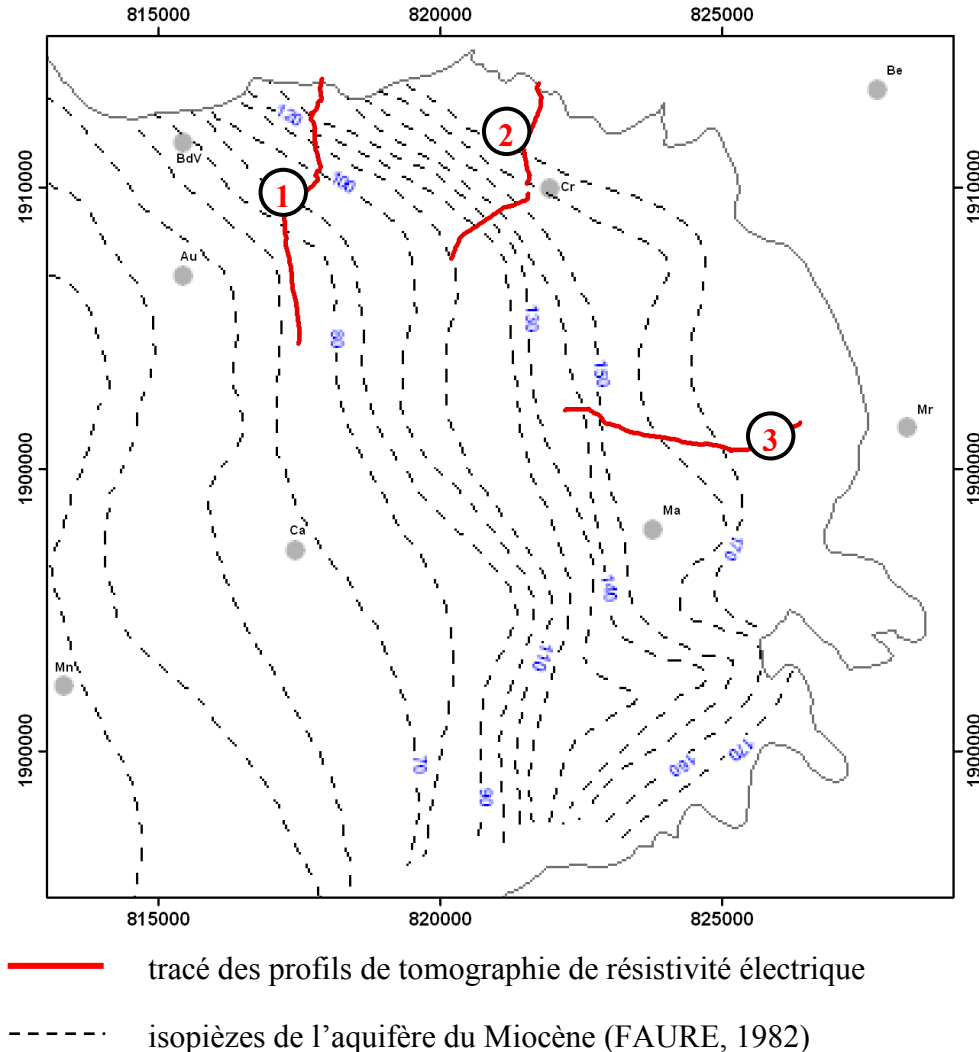 815000 820000 825000
Be
120
2
BdV
1910000
1910000
100
1
Cr
Au
130
80
150
Mr
3
1900000
1900000
Ma
Ca
170
140
110
Mn
70
160
170
90
1900000
1900000
815000 820000 825000
tracé des profils de tomographie de résistivité électrique
isopièzes de l'aquifère du Miocène (FAURE, 1982)